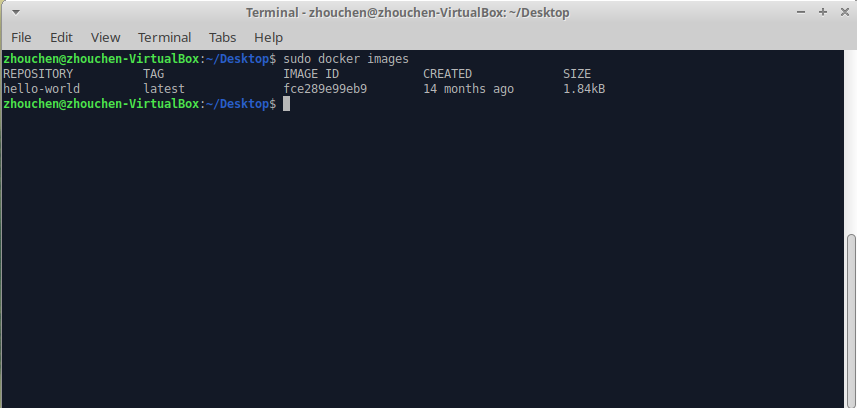 Terminal - zhouchen@zhouchen-VirtualBox: ~/Desktop
File Edit View Terminal Tabs Help
zhouchen@zhouchen-VirtualBox:~/Desktop$ sudo docker images
REPOSITORY TAG IMAGE ID CREATED SIZE
hello-world latest fce289e99eb9 14 months ago 1.84kB
zhouchen@zhouchen-VirtualBox:~/Desktop$